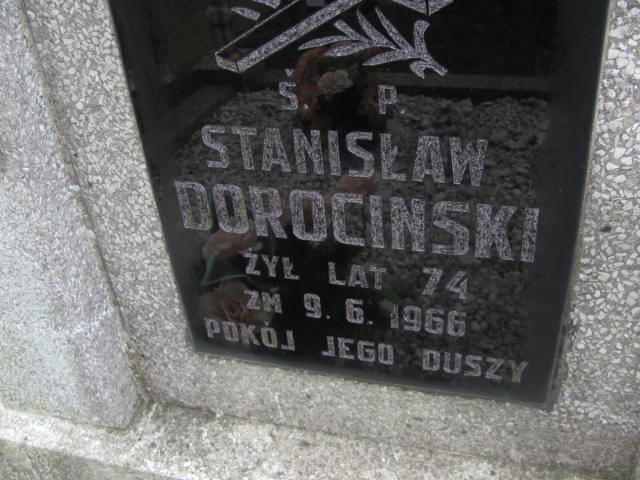 Ś. P.
STANISŁAW
DOROCINSKI
ŻYŁ LAT 74
ZM 9.6.1966
POKÓJ JEGO DUSZY